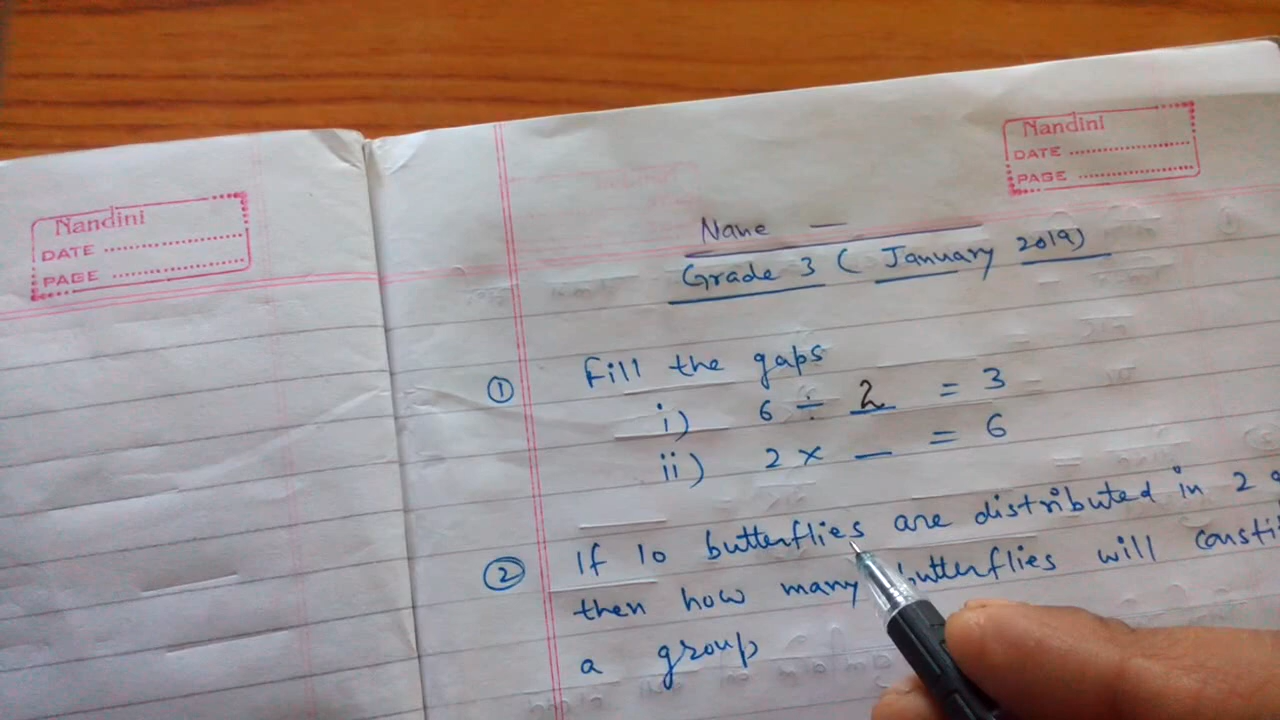 Nandini
DATE
PAGE
Nandini
DATE
PAGE
Name —
Grade 3 ( January 2019)
① Fill the gaps
i) 6 ÷ 2 = 3
ii) 2 × _ = 6
② If 10 butterflies are distributed in 2
then how many butterflies will consti
a group